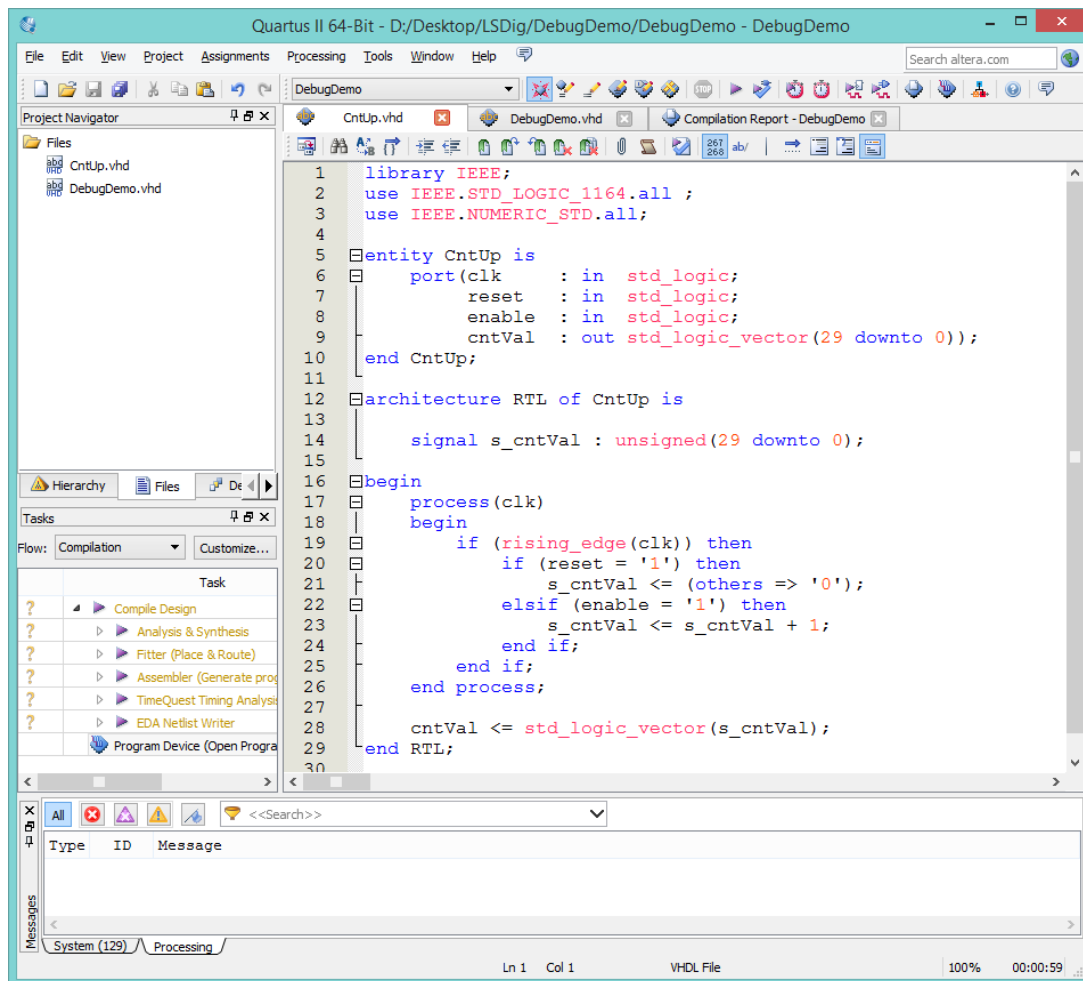 Quartus II 64-Bit - D:/Desktop/LSDig/DebugDemo/DebugDemo - DebugDemo
File Edit View Project Assignments Processing Tools Window Help
Search altera.com
DebugDemo
Project Navigator
Files
CntUp.vhd
DebugDemo.vhd
Hierarchy Files De
Tasks
Flow: Compilation Customize...
Task
Compile Design
Analysis & Synthesis
Fitter (Place & Route)
Assembler (Generate prog
TimeQuest Timing Analysis
EDA Netlist Writer
Program Device (Open Progra
CntUp.vhd DebugDemo.vhd Compilation Report - DebugDemo
267
268 ab/
1 library IEEE;
2 use IEEE.STD_LOGIC_1164.all ;
3 use IEEE.NUMERIC_STD.all;
4
5 entity CntUp is
6 port(clk : in std_logic;
7 reset : in std_logic;
8 enable : in std_logic;
9 cntVal : out std_logic_vector(29 downto 0));
10 end CntUp;
11
12 architecture RTL of CntUp is
13
14 signal s_cntVal : unsigned(29 downto 0);
15
16 begin
17 process(clk)
18 begin
19 if (rising_edge(clk)) then
20 if (reset = '1') then
21 s_cntVal <= (others => '0');
22 elsif (enable = '1') then
23 s_cntVal <= s_cntVal + 1;
24 end if;
25 end if;
26 end process;
27
28 cntVal <= std_logic_vector(s_cntVal);
29 end RTL;
30
All <<Search>>
Type ID Message
Messages
System (129) Processing
Ln 1 Col 1 VHDL File 100% 00:00:59